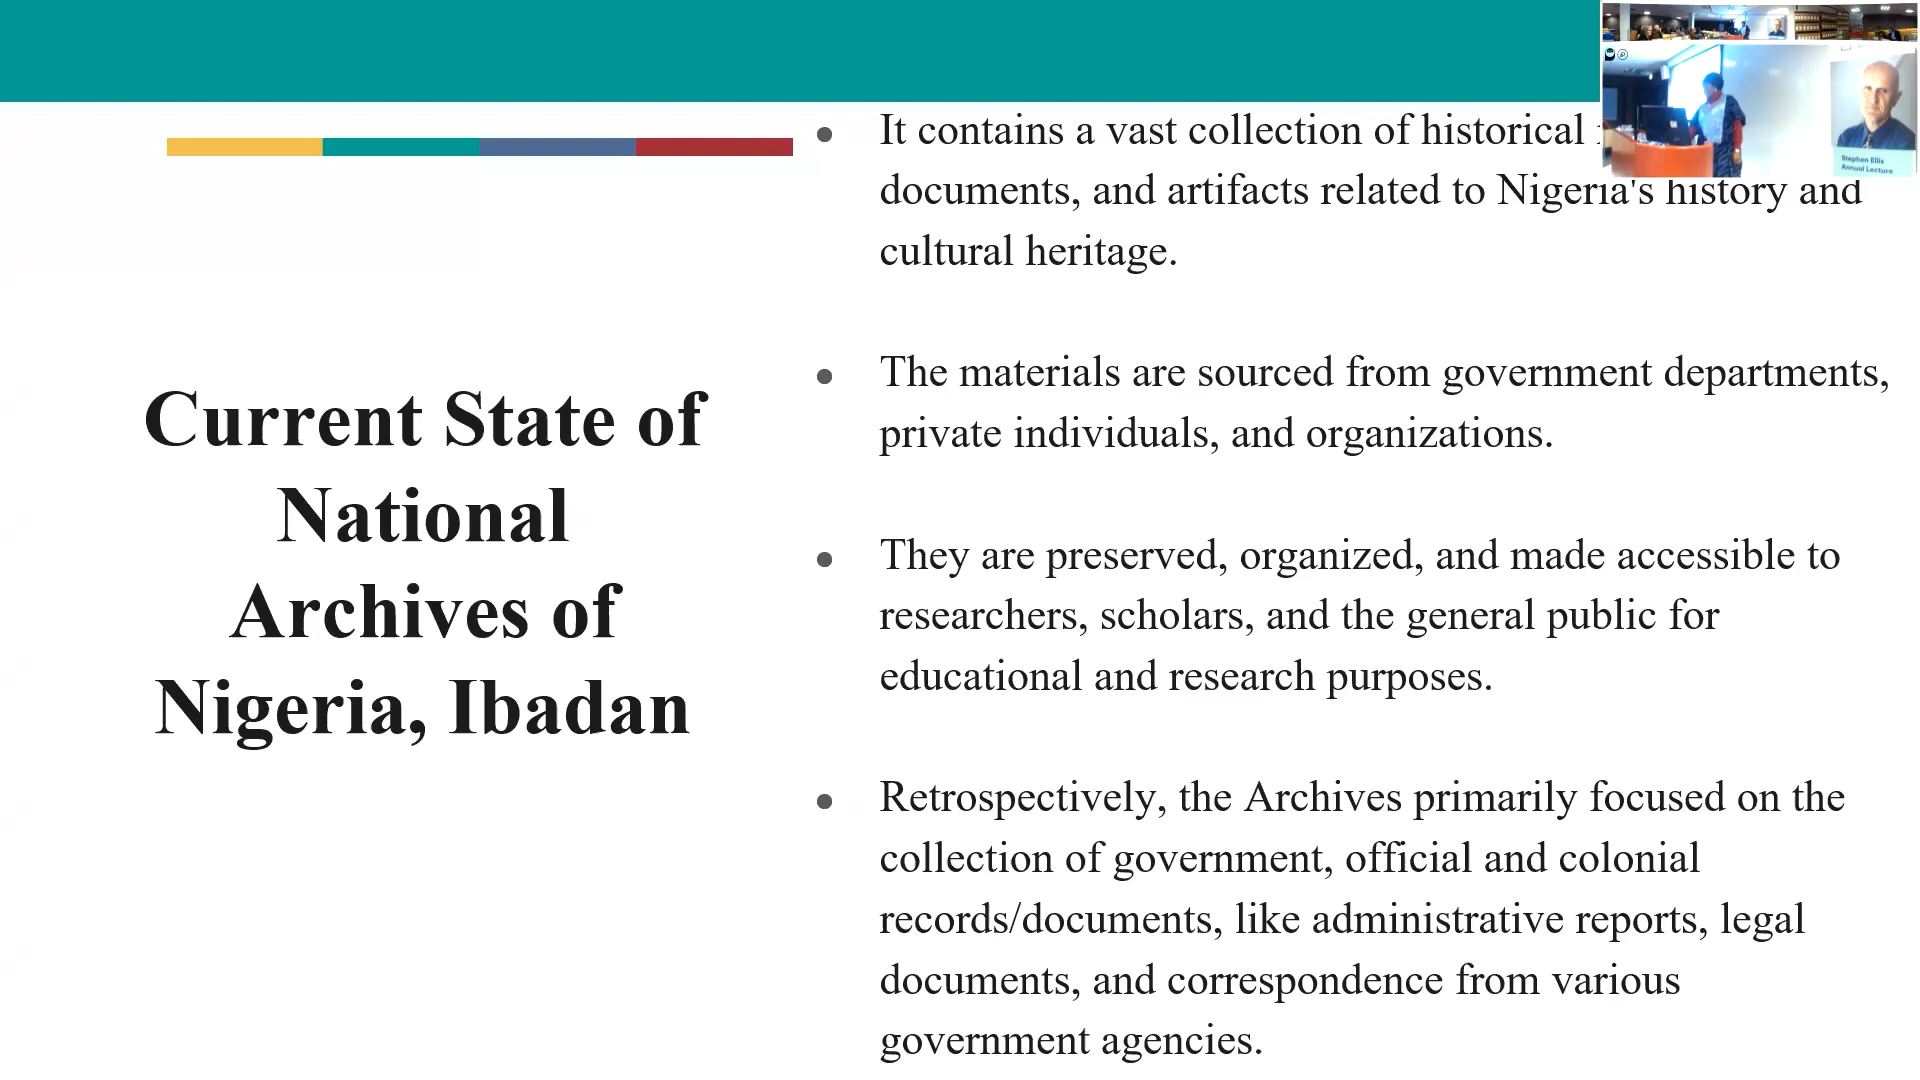 Current State of
National
Archives of
Nigeria, Ibadan
It contains a vast collection of historical
documents, and artifacts related to Nigeria's history and
cultural heritage.
The materials are sourced from government departments,
private individuals, and organizations.
They are preserved, organized, and made accessible to
researchers, scholars, and the general public for
educational and research purposes.
Retrospectively, the Archives primarily focused on the
collection of government, official and colonial
records/documents, like administrative reports, legal
documents, and correspondence from various
government agencies.
Stephen Ellis
Annual Lecture